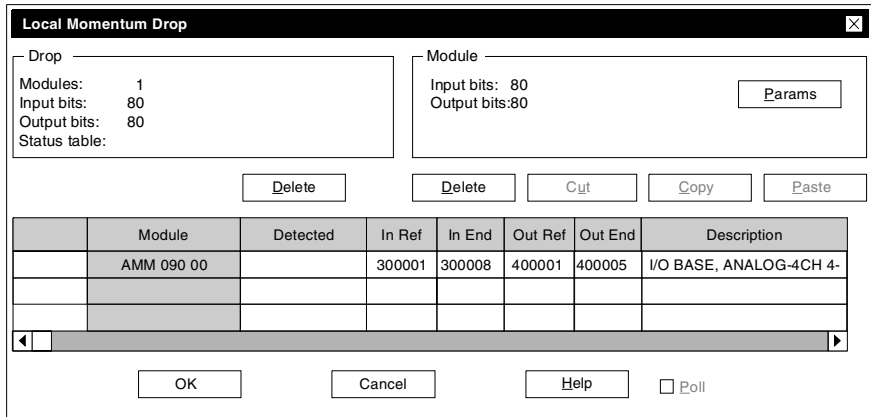 Local Momentum Drop
Drop
Modules: 1
Input bits: 80
Output bits: 80
Status table:
Module
Input bits: 80
Output bits:80
Params
Delete
Delete Cut Copy Paste
Module Detected In Ref In End Out Ref Out End Description
AMM 090 00 300001 300008 400001 400005 I/O BASE, ANALOG-4CH 4-
OK Cancel Help Poll